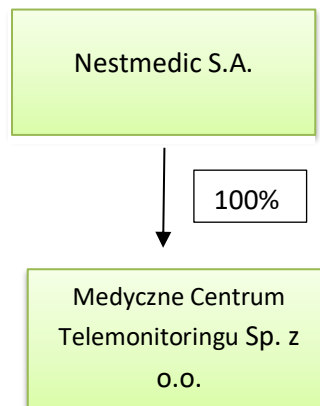 Nestmedic S.A.
100%
Medyczne Centrum
Telemonitoringu Sp. z
o.o.